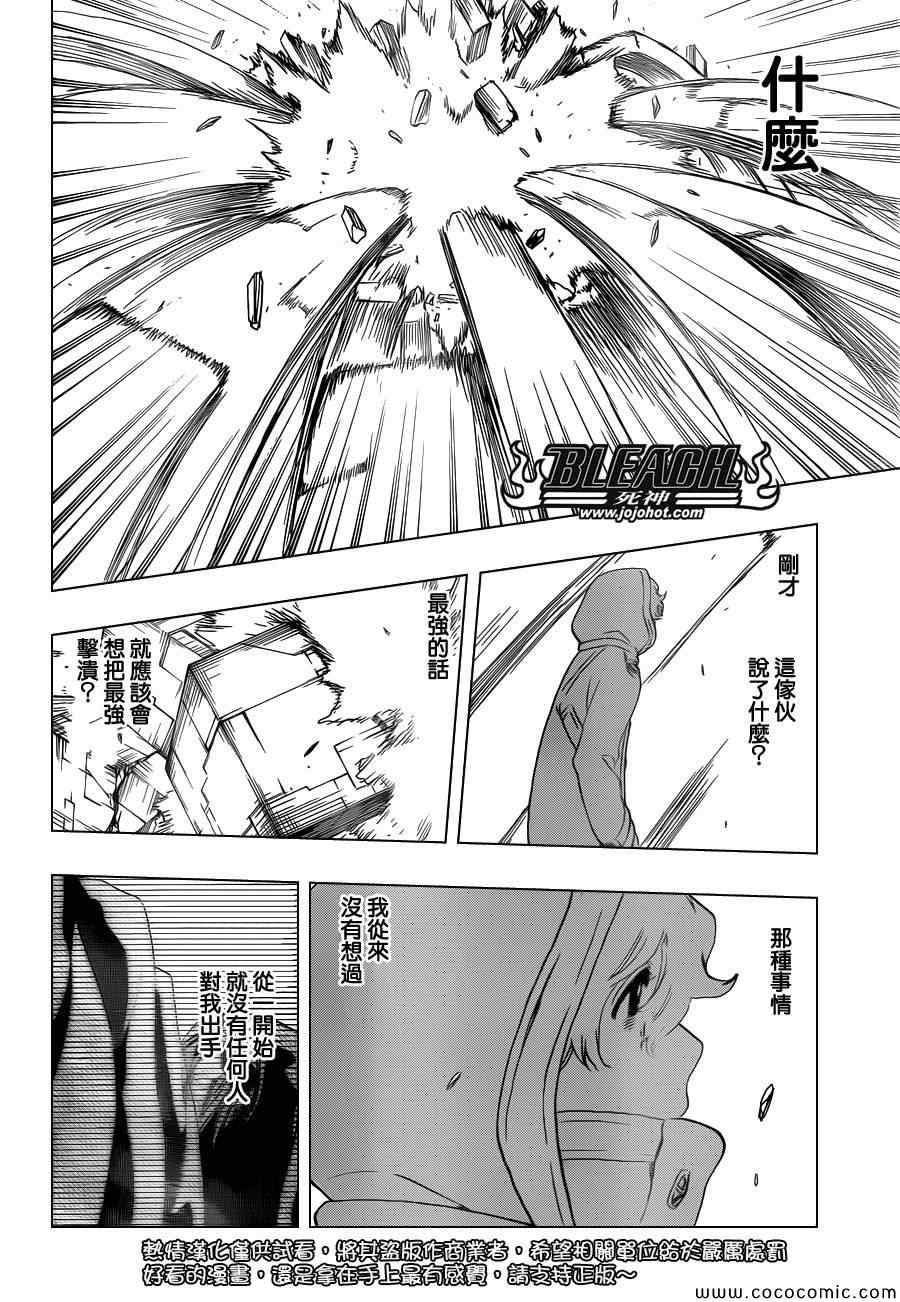 什
麼
BLEACH
死神
www.jojohot.com
剛才
這傢伙
說了什麼?
最強的話
就應該會
想把最強
擊潰?
那種事情
我從來
沒有想過
從一開始
就沒有任何人
對我出手
熱情漢化僅供試看，將其盜版作商業者，希望相關單位給於嚴厲處罰
好看的漫畫，還是拿在手上最有感覺，請支持正版～
www.cococomic.com